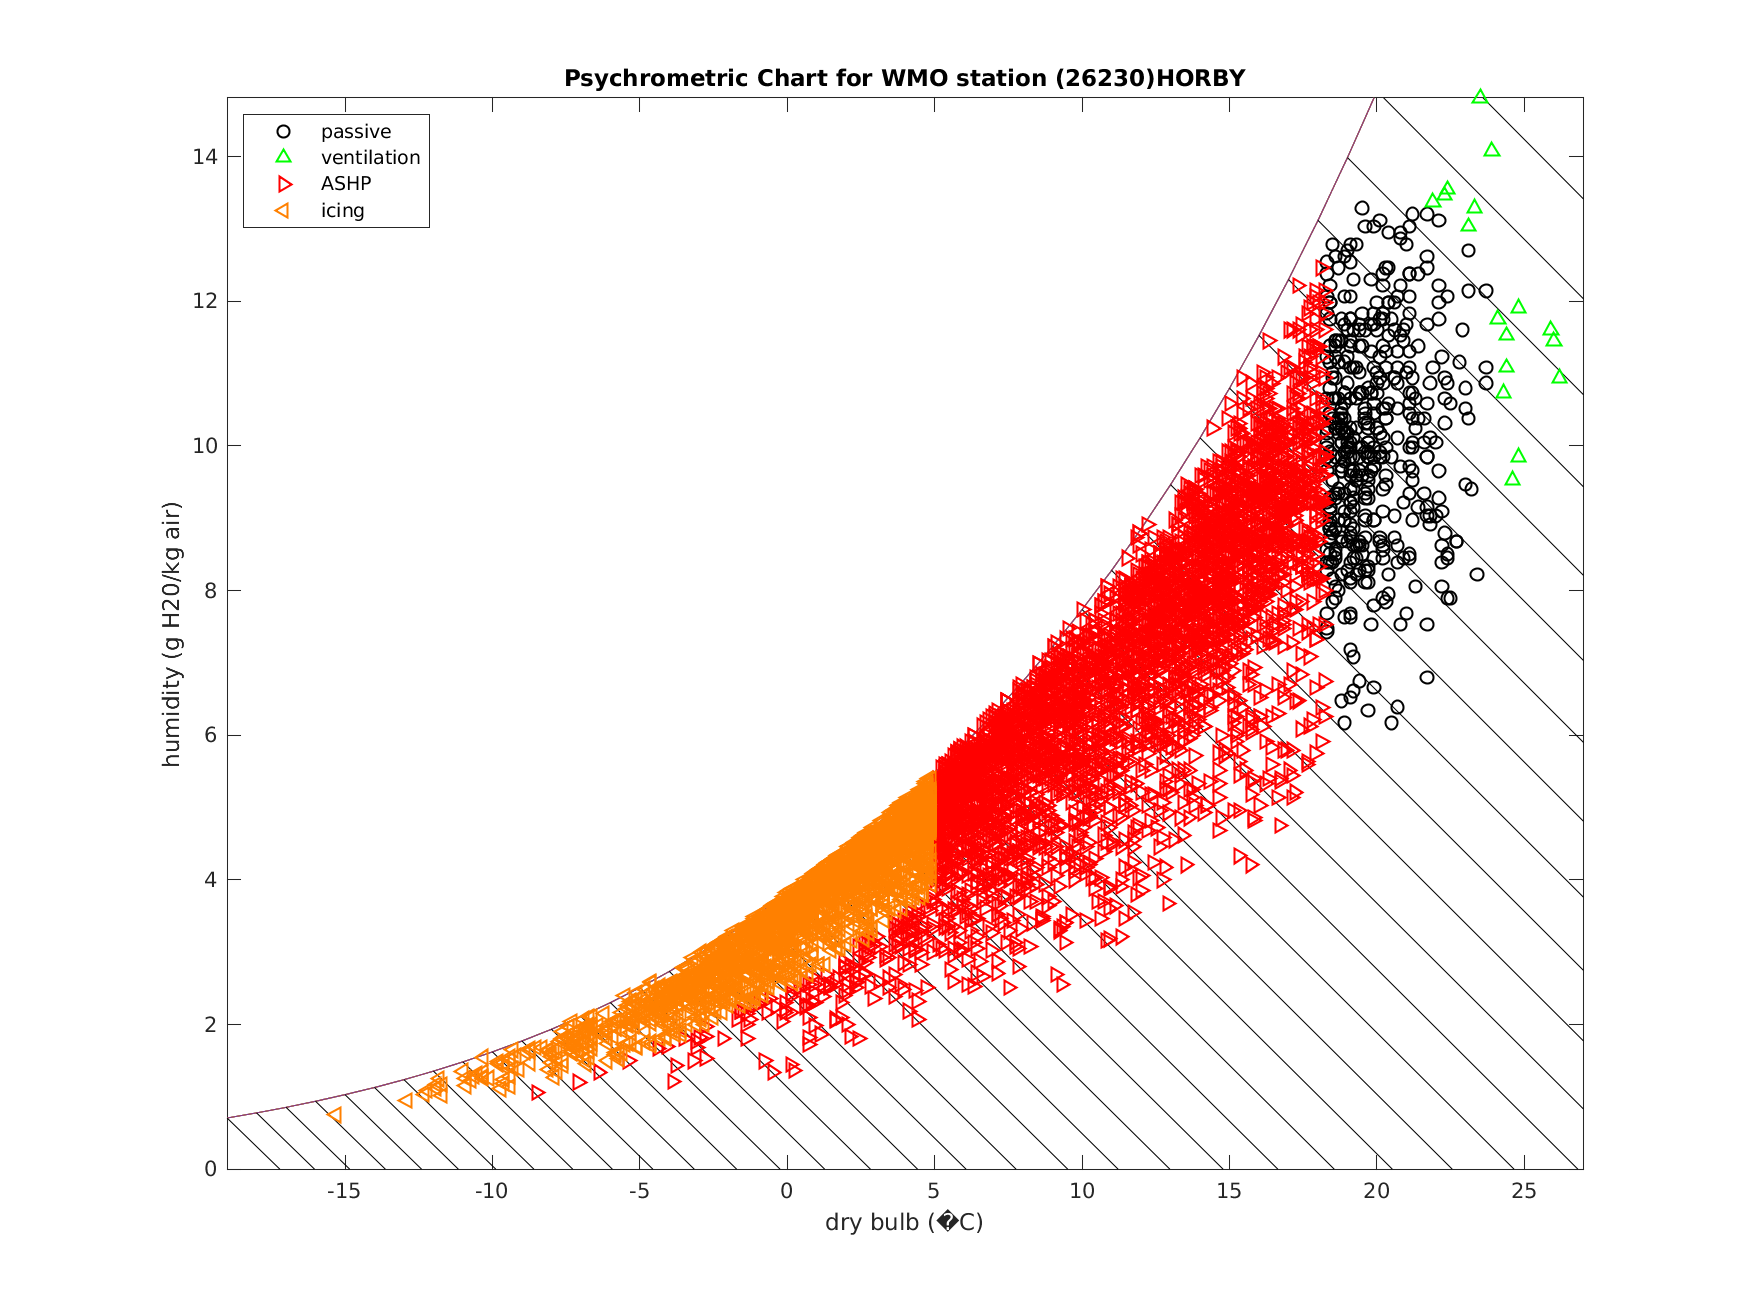 Psychrometric Chart for WMO station (26230)HORBY
passive
ventilation
ASHP
icing
humidity (g H20/kg air)
14
12
10
8
6
4
2
0
-15 -10 -5 0 5 10 15 20 25
dry bulb (�C)